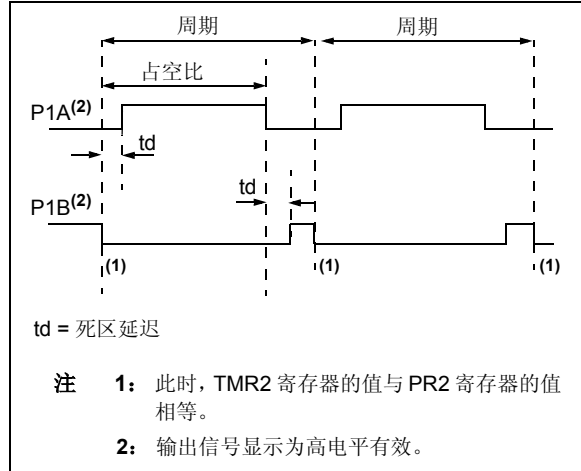 周期 周期
占空比
P1A(2)
td
td
P1B(2)
(1) (1) (1)
td = 死区延迟
注 1： 此时，TMR2 寄存器的值与 PR2 寄存器的值
相等。
2： 输出信号显示为高电平有效。